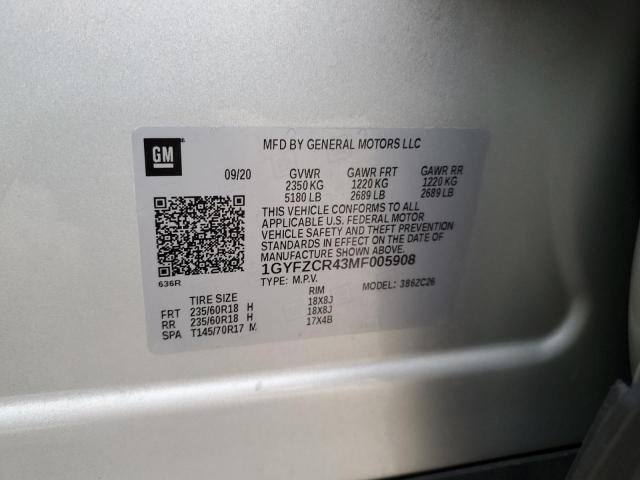 GM
MFD BY GENERAL MOTORS LLC
09/20 GVWR GAWR FRT GAWR RR
2350 KG 1220 KG 1220 KG
5180 LB 2689 LB 2689 LB
THIS VEHICLE CONFORMS TO ALL
APPLICABLE U.S. FEDERAL MOTOR
VEHICLE SAFETY AND THEFT PREVENTION
STANDARDS IN EFFECT ON THE DATE OF
MANUFACTURE SHOWN ABOVE.
1GYFZCR43MF005908
TYPE: M.P.V. MODEL: 386ZC26
636R
TIRE SIZE RIM
FRT 235/60R18 H 18X8J
RR 235/60R18 H 18X8J
SPA T145/70R17 M 17X4B